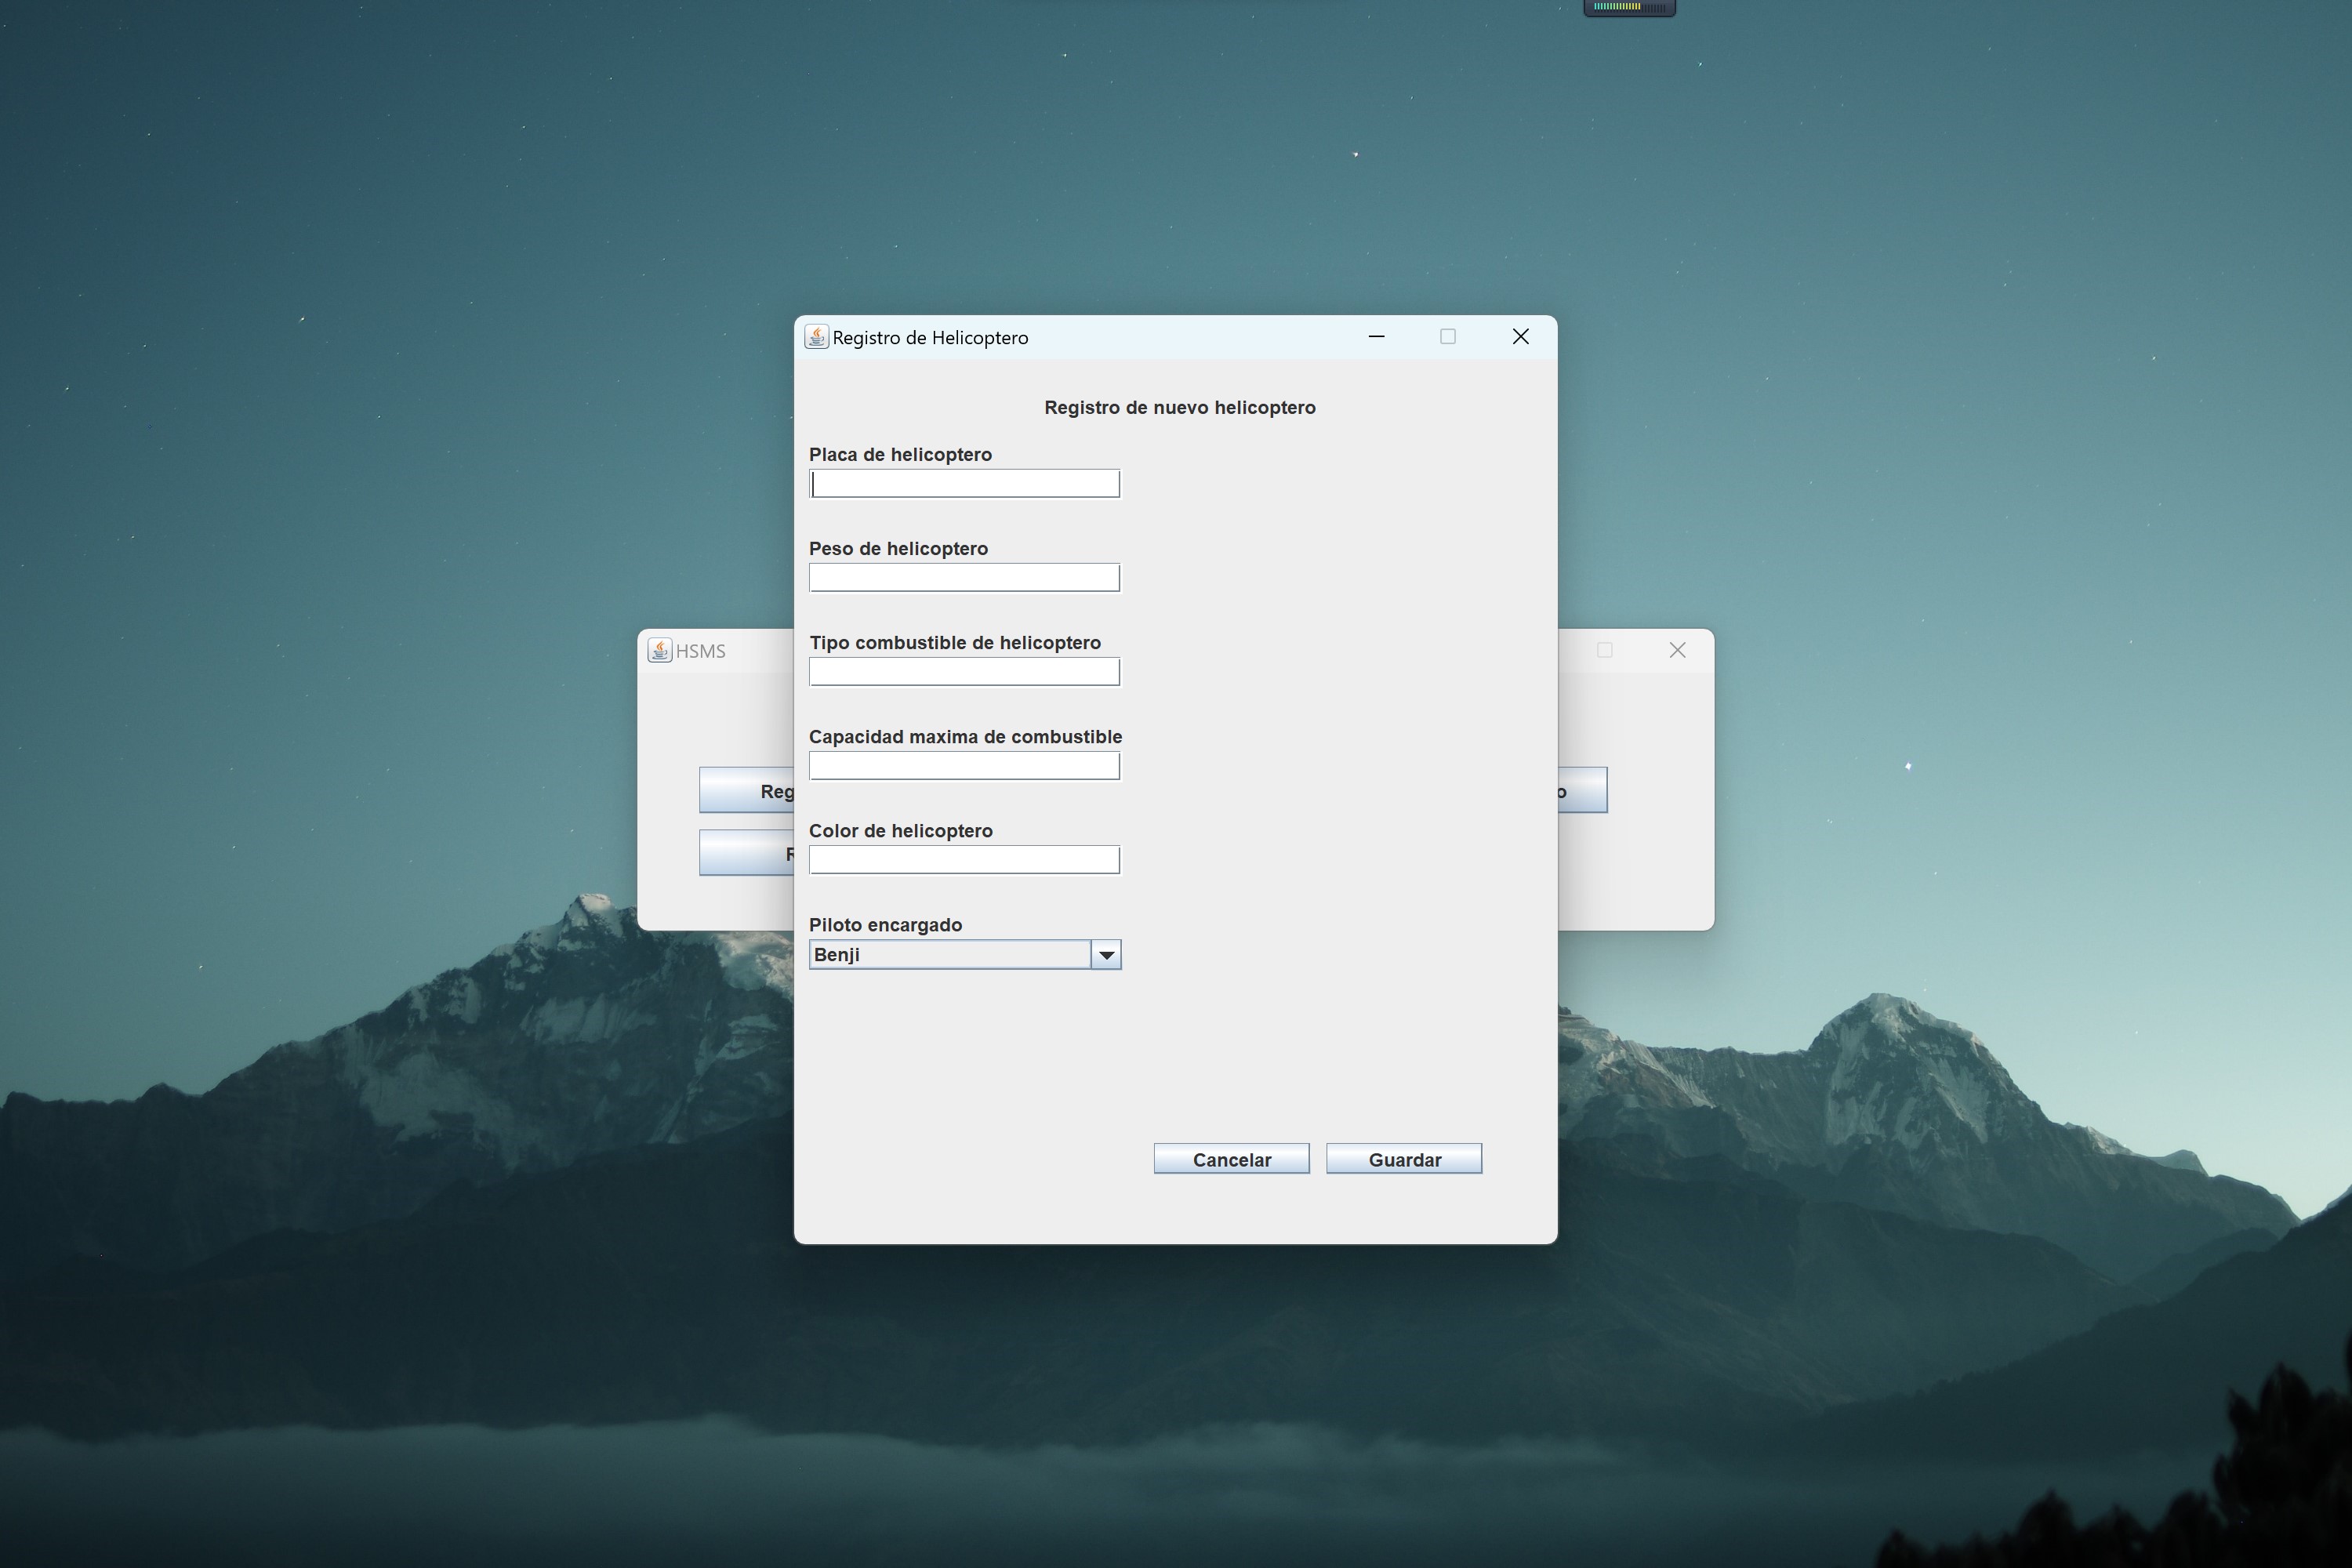 Registro de Helicoptero
Registro de nuevo helicoptero
Placa de helicoptero
Peso de helicoptero
Tipo combustible de helicoptero
HSMS
Capacidad maxima de combustible
Color de helicoptero
Piloto encargado
Benji
Cancelar Guardar